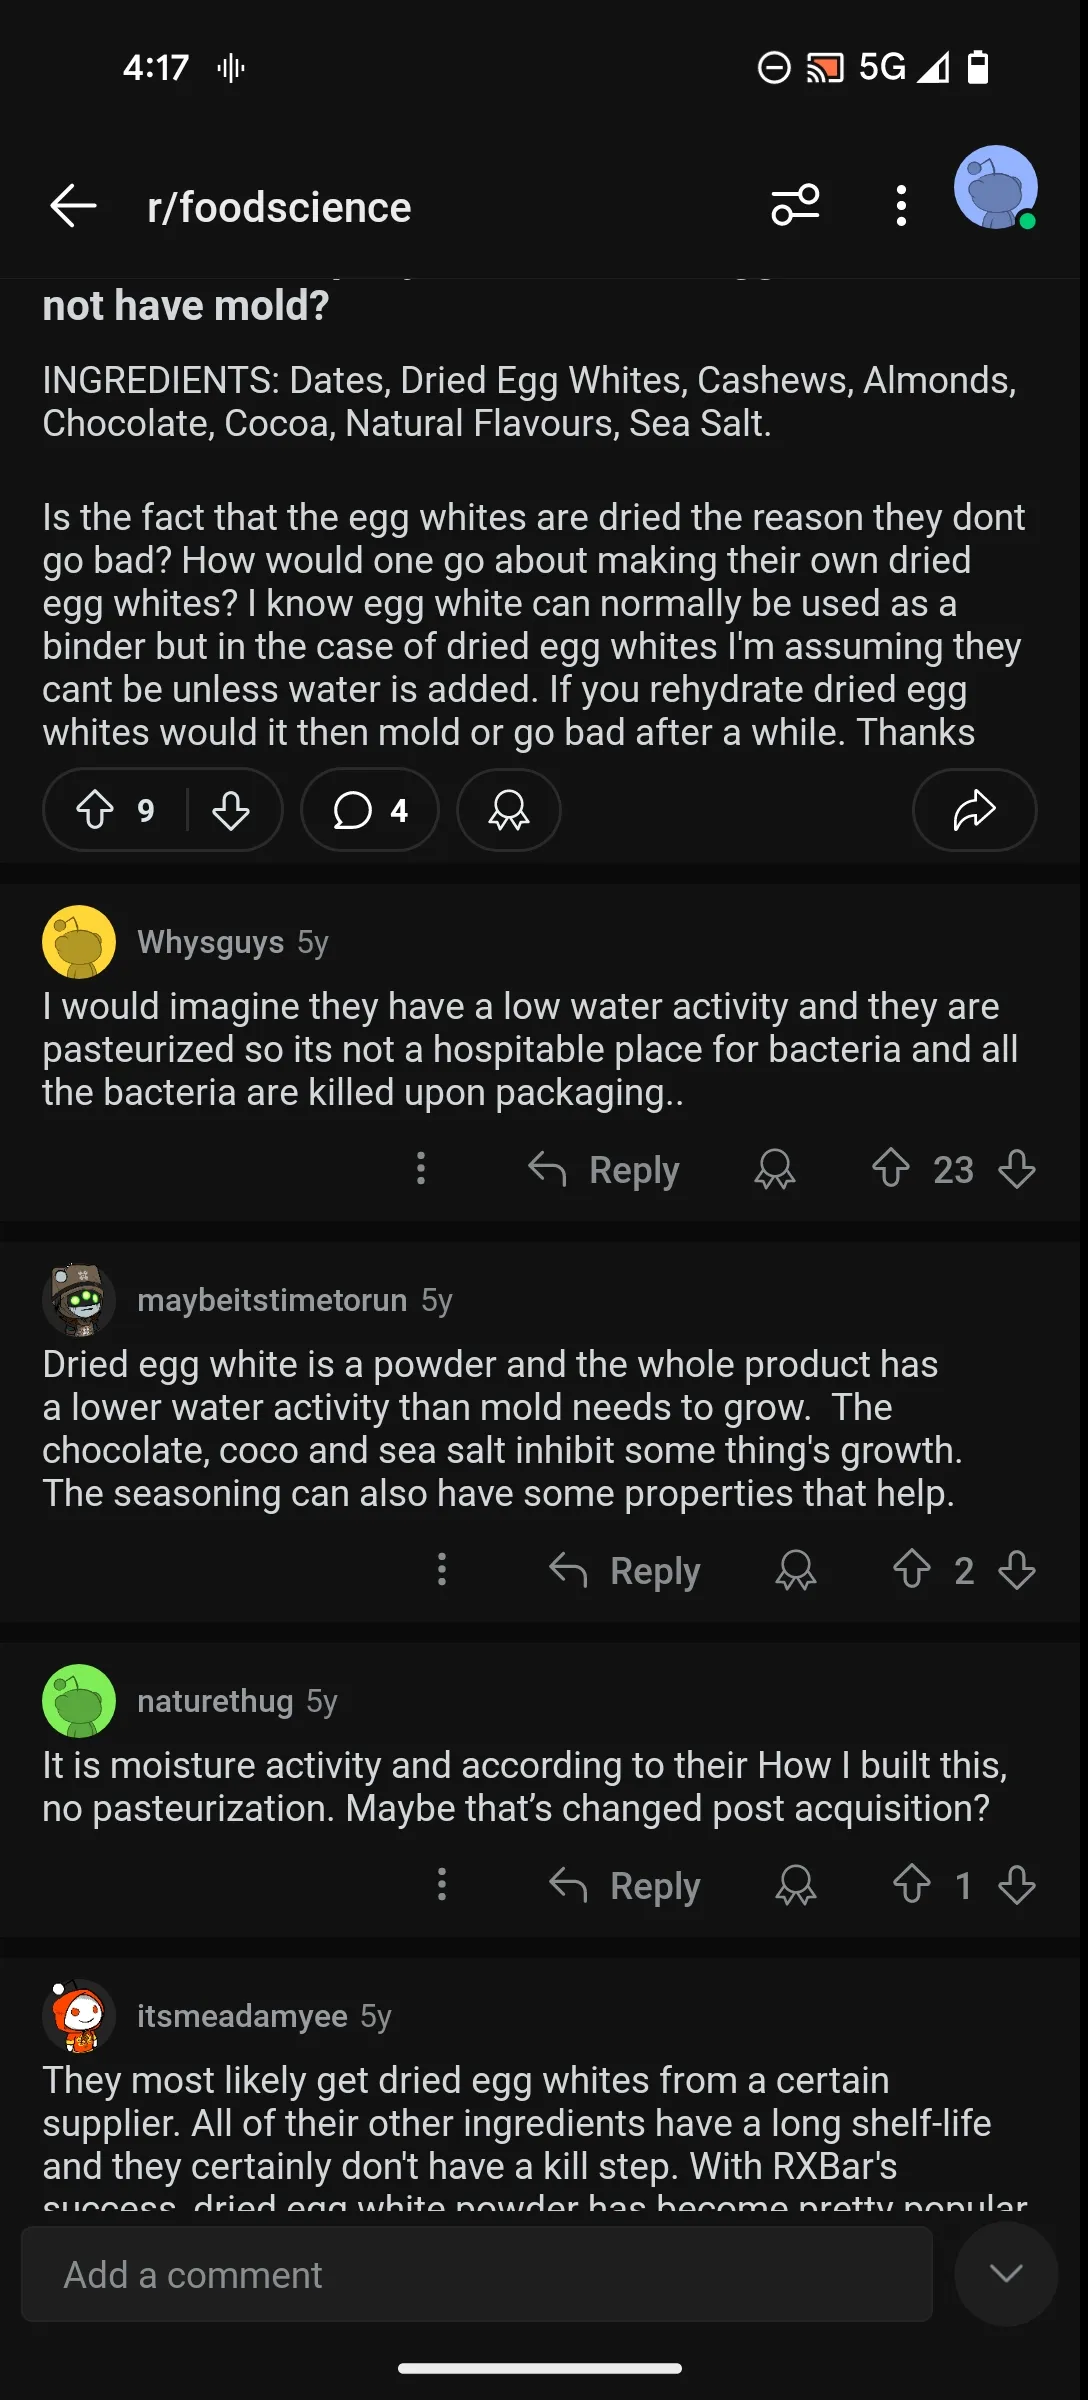 4:17
5G
r/foodscience
not have mold?
INGREDIENTS: Dates, Dried Egg Whites, Cashews, Almonds,
Chocolate, Cocoa, Natural Flavours, Sea Salt.
Is the fact that the egg whites are dried the reason they dont
go bad? How would one go about making their own dried
egg whites? I know egg white can normally be used as a
binder but in the case of dried egg whites I'm assuming they
cant be unless water is added. If you rehydrate dried egg
whites would it then mold or go bad after a while. Thanks
9
4
Whysguys 5y
I would imagine they have a low water activity and they are
pasteurized so its not a hospitable place for bacteria and all
the bacteria are killed upon packaging..
Reply 23
maybeitstimetorun 5y
Dried egg white is a powder and the whole product has
a lower water activity than mold needs to grow.  The
chocolate, coco and sea salt inhibit some thing's growth.
The seasoning can also have some properties that help.
Reply 2
naturethug 5y
It is moisture activity and according to their How I built this,
no pasteurization. Maybe that’s changed post acquisition?
Reply 1
itsmeadamyee 5y
They most likely get dried egg whites from a certain
supplier. All of their other ingredients have a long shelf-life
and they certainly don't have a kill step. With RXBar's
success, dried egg white powder has become pretty popular
Add a comment